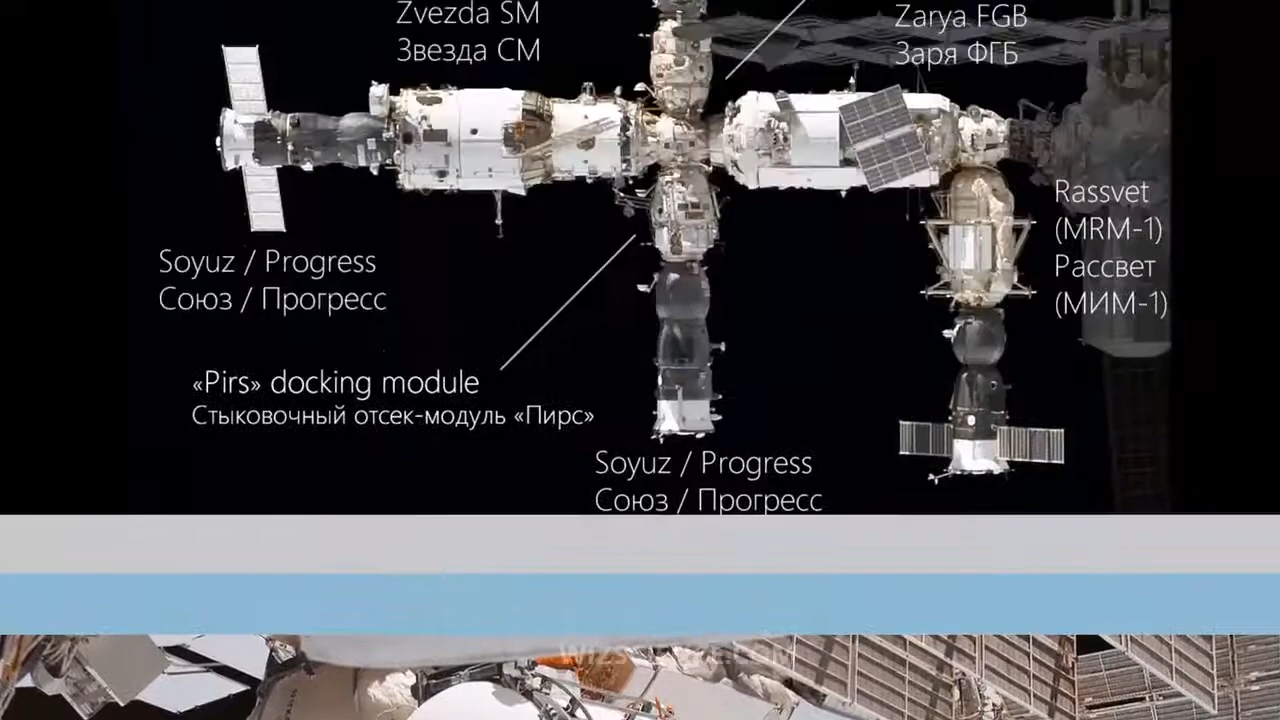 Zvezda SM
Звезда СМ
Zarya FGB
Заря ФГБ
Rassvet
(MRM-1)
Рассвет
(МИМ-1)
Soyuz / Progress
Союз / Прогресс
«Pirs» docking module
Стыковочный отсек-модуль «Пирс»
Soyuz / Progress
Союз / Прогресс